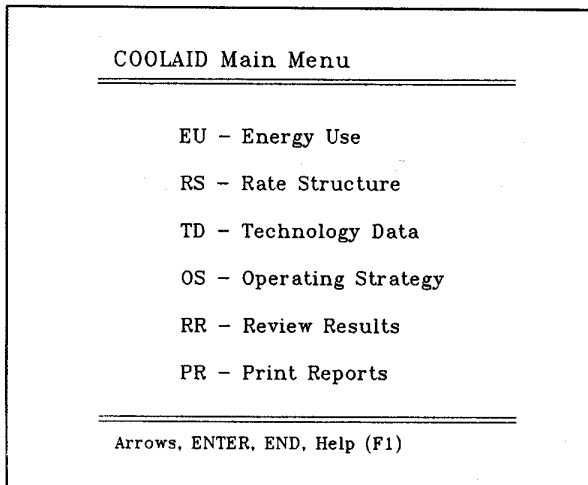 COOLAID Main Menu
EU – Energy Use
RS – Rate Structure
TD – Technology Data
OS – Operating Strategy
RR – Review Results
PR – Print Reports
Arrows, ENTER, END, Help (F1)